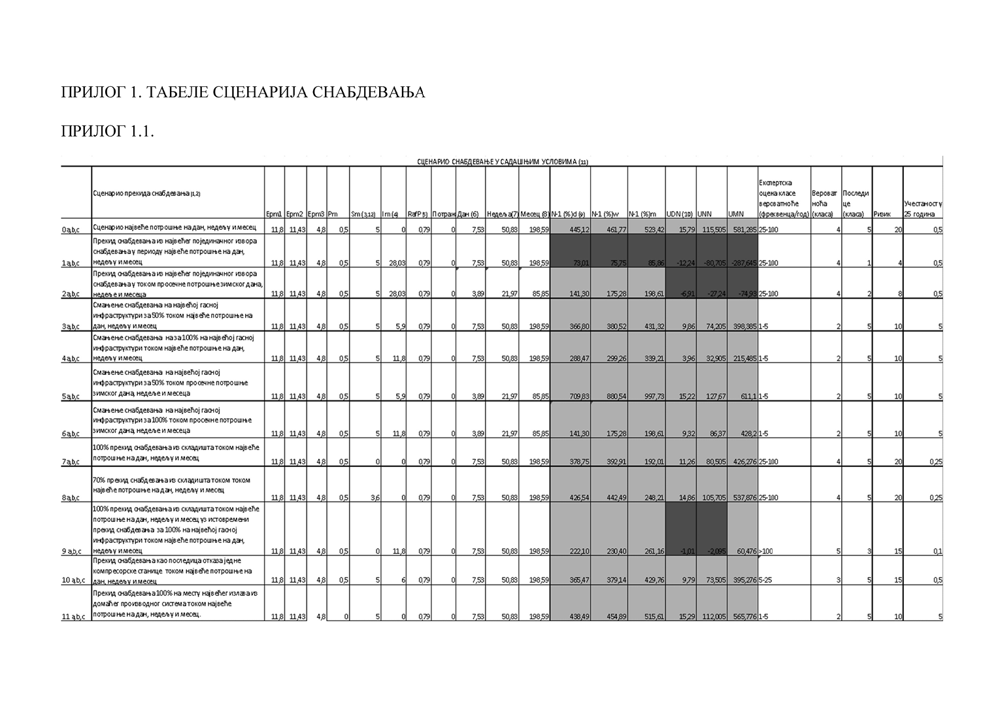 ПРИЛОГ 1. ТАБЕЛЕ СЦЕНАРИЈА СНАБДЕВАЊА
ПРИЛОГ 1.1.
СЦЕНАРИО СНАБДЕВАЊЕ У САДАШЊИМ УСЛОВИМА (11)
Сценарио прекида снабдевања (1,2) Epm1 Epm2 Epm3 Pm Sm (3,12) Im (4) RafP 5) Потраж Дан (6) Недеља(7) Месец (8) N-1 (%)d (9) N-1 (%)w N-1 (%)m UDN (10) UNN UMN Експертска оцена класе вероватноће (фреквенца/год) Вероват ноћа (класа) Последи це (класа) Ризик Учесталост у 25 година
0a,b,c Сценарио највеће потрошње на дан, недељу и месец 11,8 11,43 4,8 0,5 5 0 0,79 0 7,53 50,83 198,59 445,12 461,77 523,42 15,79 115,505 581,285 25-100 4 5 20 0,5
Прекид снабдевања из највећег појединачног извора
снабдевања у периоду највеће потрошње на дан,
1a,b,c недељу и месец 11,8 11,43 4,8 0,5 5 28,03 0,79 0 7,53 50,83 198,59 73,01 75,75 85,86 -12,24 -80,705 -287,645 25-100 4 1 4 0,5
Прекид снабдевања из највећег појединачног извора
снабдевања у током просечне потрошње зимског дана,
2a,b,c недеље и месеца 11,8 11,43 4,8 0,5 5 28,03 0,79 0 3,89 21,97 85,85 141,30 175,28 198,61 -6,91 -27,24 -74,93 25-100 4 2 8 0,5
Смањење снабдевања на највећој гасној
инфраструктури за 50% током највеће потрошње на
3a,b,c дан, недељу и месец 11,8 11,43 4,8 0,5 5 5,9 0,79 0 7,53 50,83 198,59 366,80 380,52 431,32 9,86 74,205 398,385 1-5 2 5 10 5
Смањење снабдевања на за 100% на највећој гасној
инфраструктури током највеће потрошње на дан,
4a,b,c недељу и месец 11,8 11,43 4,8 0,5 5 11,8 0,79 0 7,53 50,83 198,59 288,47 299,26 339,21 3,96 32,905 215,485 1-5 2 5 10 5
Смањење снабдевања на највећој гасној
инфраструктури за 50% током просечне потрошње
5a,b,c зимског дана, недеље и месеца 11,8 11,43 4,8 0,5 5 5,9 0,79 0 3,89 21,97 85,85 709,83 880,54 997,73 15,22 127,67 611,1 1-5 2 5 10 5
Смањење снабдевања на највећој гасној
инфраструктури за 100% током просечне потрошње
6a,b,c зимског дана, недеље и месеца 11,8 11,43 4,8 0,5 5 11,8 0,79 0 3,89 21,97 85,85 141,30 175,28 198,61 9,32 86,37 428,2 1-5 2 5 10 5
100% прекид снабдевања из складишта током највеће
7a,b,c потрошње на дан, недељу и месец 11,8 11,43 4,8 0,5 0 0 0,79 0 7,53 50,83 198,59 378,75 392,91 192,01 11,26 80,505 426,276 25-100 4 5 20 0,25
70% прекид снабдевања из складишта током током
8a,b,c највеће потрошње на дан, недељу и месец 11,8 11,43 4,8 0,5 3,6 0 0,79 0 7,53 50,83 198,59 426,54 442,49 248,21 14,86 105,705 537,876 25-100 4 5 20 0,25
100% прекид снабдевања из складишта током највеће
потрошње на дан, недељу и месец уз истовремени
прекид снабдевања за 100% на највећој гасној
инфраструктури током највеће потрошње на дан,
9 a,b,c недељу и месец 11,8 11,43 4,8 0,5 0 11,8 0,79 0 7,53 50,83 198,59 222,10 230,40 261,16 -1,01 -2,095 60,476 >100 5 3 15 0,1
Прекид снабдевања као последица отказа једне
компресорске станице током највеће потрошње на
10 a,b,c дан, недељу и месец 11,8 11,43 4,8 0,5 5 6 0,79 0 7,53 50,83 198,59 365,47 379,14 429,76 9,79 73,505 395,276 5-25 3 5 15 0,5
Прекид снабдевања 100% на месту највећег излаза из
домаћег производног система током највеће
11 a,b,c потрошње на дан, недељу и месец. 11,8 11,43 4,8 0 5 0 0,79 0 7,53 50,83 198,59 438,49 454,89 515,61 15,29 112,005 565,776 1-5 2 5 10 5